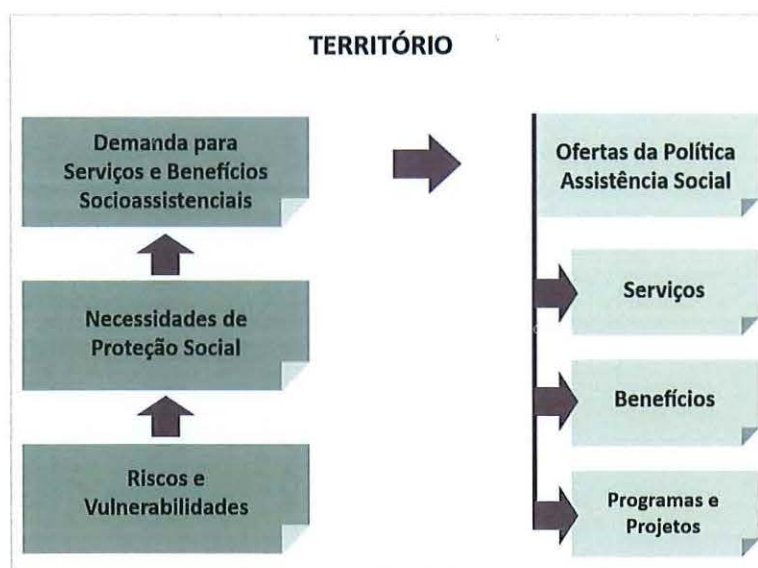 TERRITÓRIO
Demanda para
Serviços e Benefícios
Socioassistenciais
Necessidades de
Proteção Social
Riscos e
Vulnerabilidades
Ofertas da Política
Assistência Social
Serviços
Benefícios
Programas e
Projetos